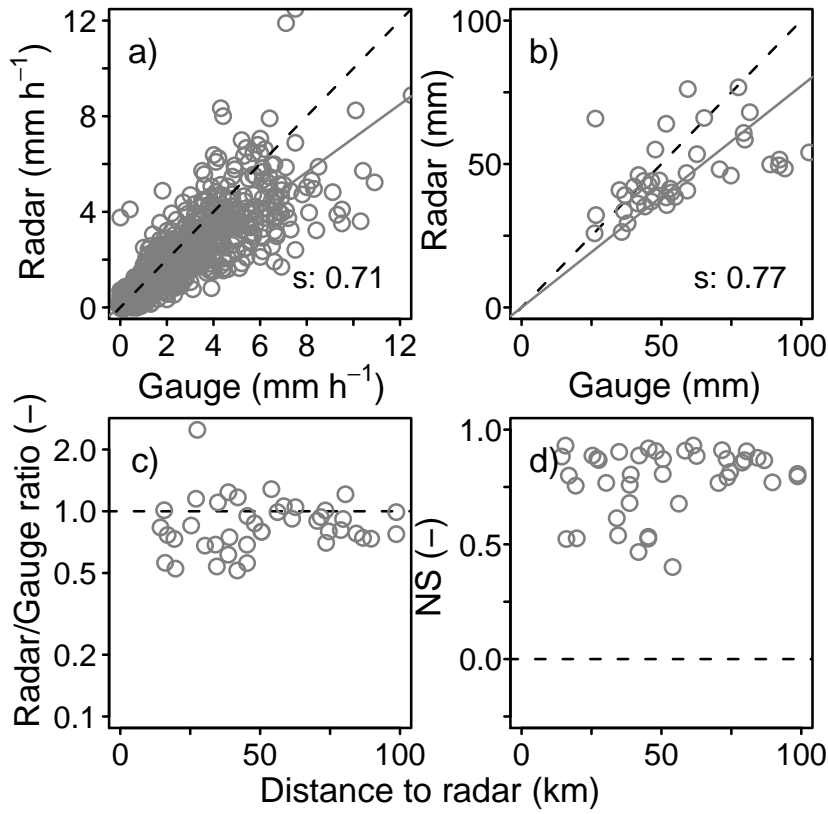 a)
Radar (mm h⁻¹)
12
8
4
0
s: 0.71
0 2 4 6 8 12
Gauge (mm h⁻¹)
b)
Radar (mm)
100
50
0
s: 0.77
0 50 100
Gauge (mm)
c)
Radar/Gauge ratio (−)
2.0
1.0
0.5
0.2
0.1
0 50 100
d)
NS (−)
1.0
0.5
0.0
0 50 100
Distance to radar (km)